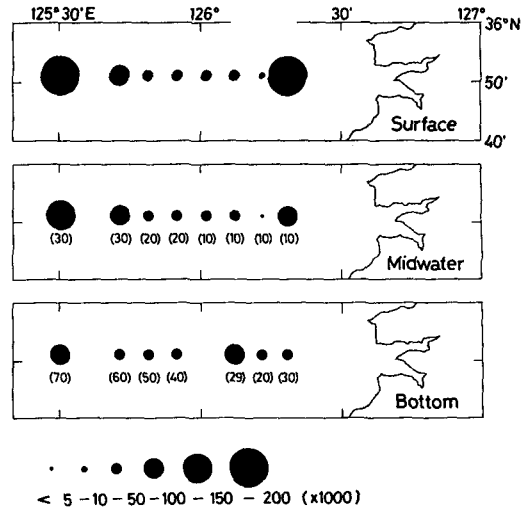 125° 30' E 126° 30' 127°
36° N
50'
40'
Surface
(30) (30) (20) (20) (10) (10) (10) (10)
Midwater
(70) (60) (50) (40) (29) (20) (30)
Bottom
< 5 - 10 - 50 - 100 - 150 - 200 (x1000)